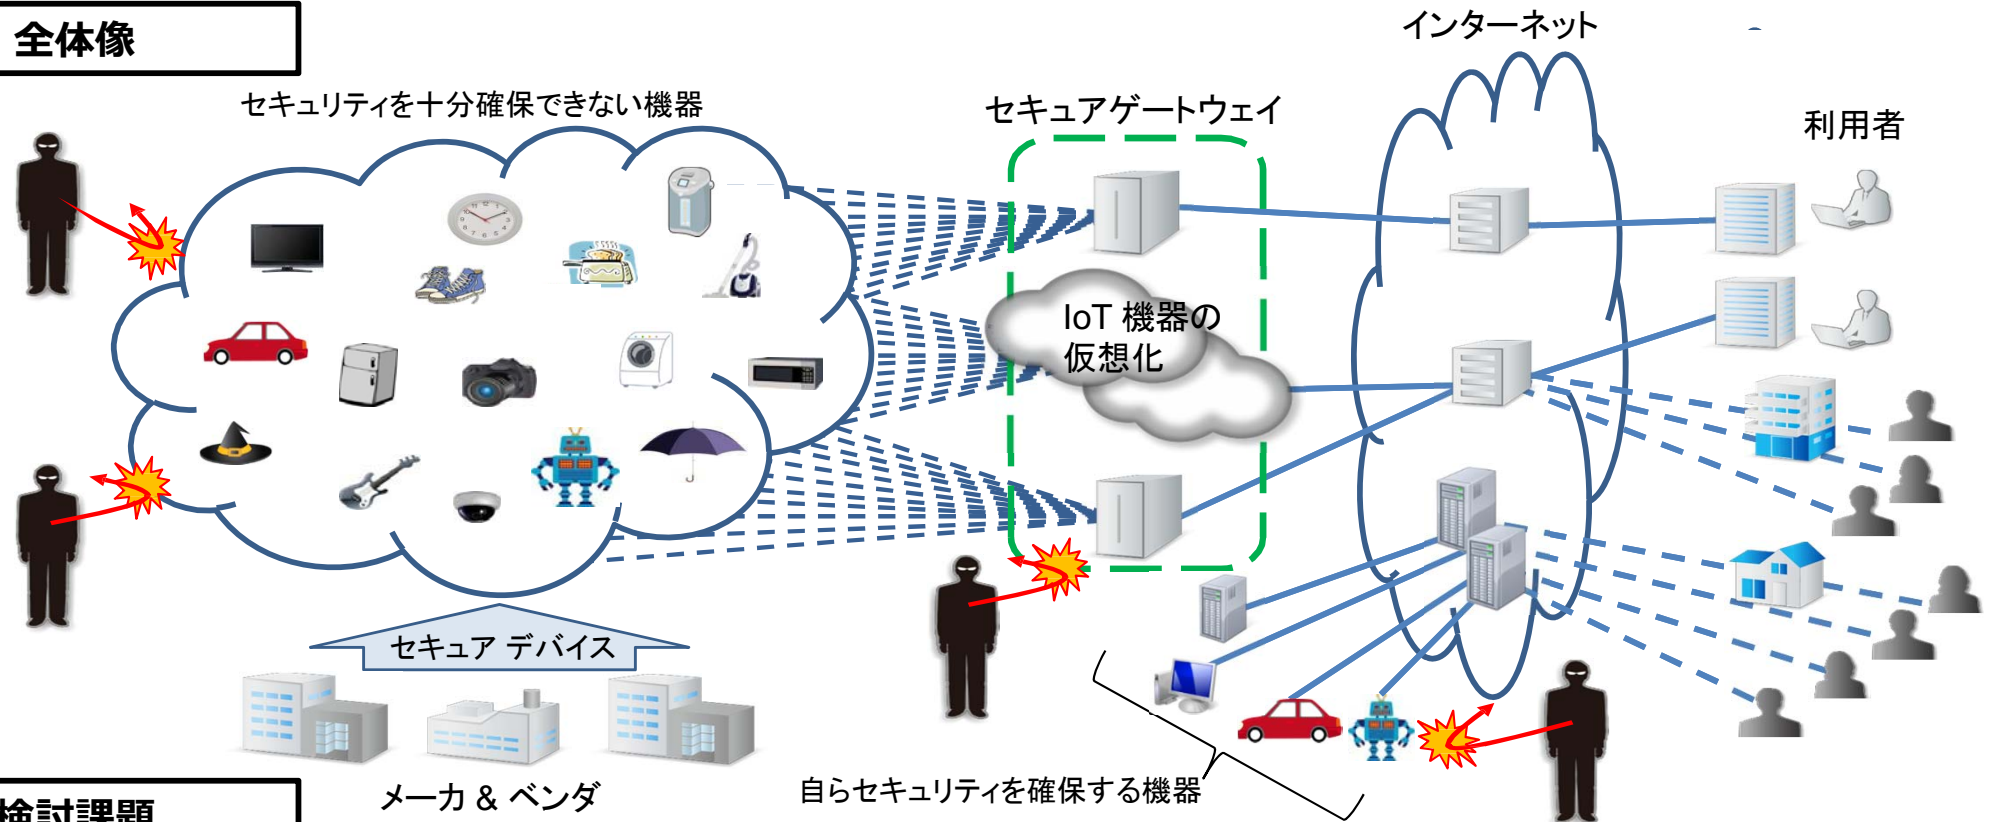 全体像
インターネット
セキュリティを十分確保できない機器
セキュアゲートウェイ
利用者
IoT 機器の
仮想化
セキュア デバイス
メーカ & ベンダ
自らセキュリティを確保する機器
検討課題